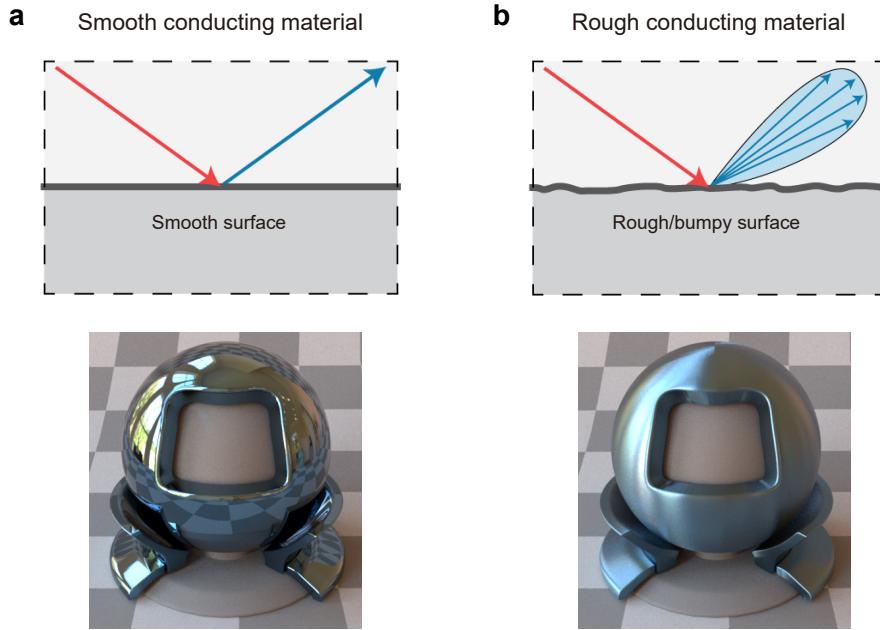 a
Smooth conducting material
b
Rough conducting material
Smooth surface
Rough/bumpy surface